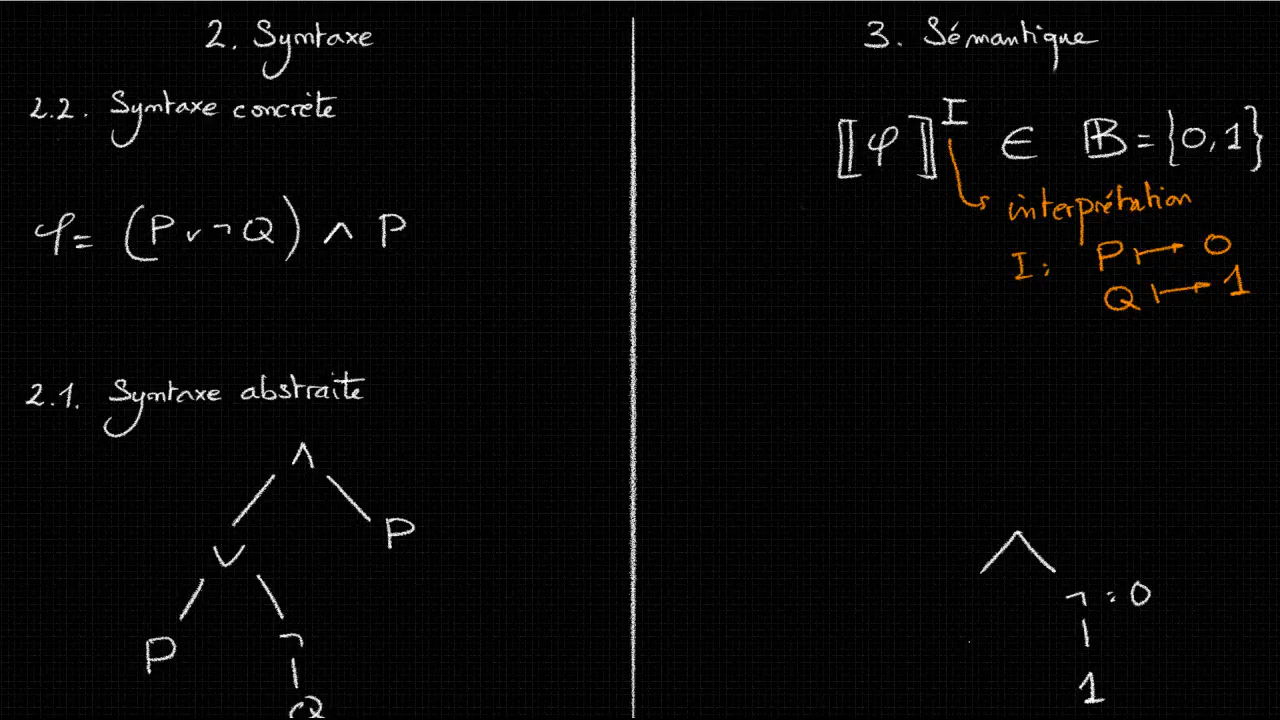 2. Syntaxe
2.2. Syntaxe concrète
φ = (P ∨ ¬ Q) ∧ P
2.1. Syntaxe abstraite
∧
∨ P
P ¬
Q
3. Sémantique
⟦φ⟧^I ∈ 𝔹 = {0,1}
interprétation
I: P ↦ 0
Q ↦ 1
¬ : 0
1